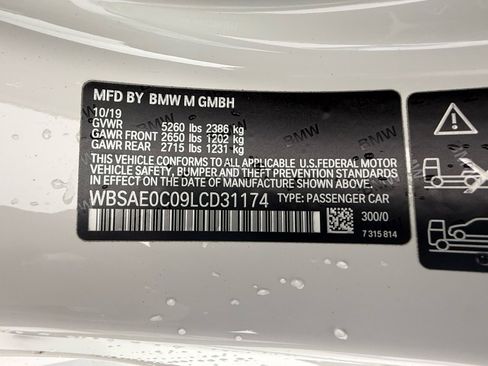 MFD BY BMW M GMBH
10/19
GVWR 5260 lbs 2386 kg
GAWR FRONT 2650 lbs 1202 kg
GAWR REAR 2715 lbs 1231 kg
THIS VEHICLE CONFORMS TO ALL APPLICABLE U.S.FEDERAL MOTOR
VEHICLE SAFETY, BUMPER, AND THEFT PREVENTION STANDARDS
IN EFFECT ON THE DATE OF MANUFACTURE SHOWN ABOVE.
WBSAE0C09LCD31174 TYPE: PASSENGER CAR
300/0
7 315 814